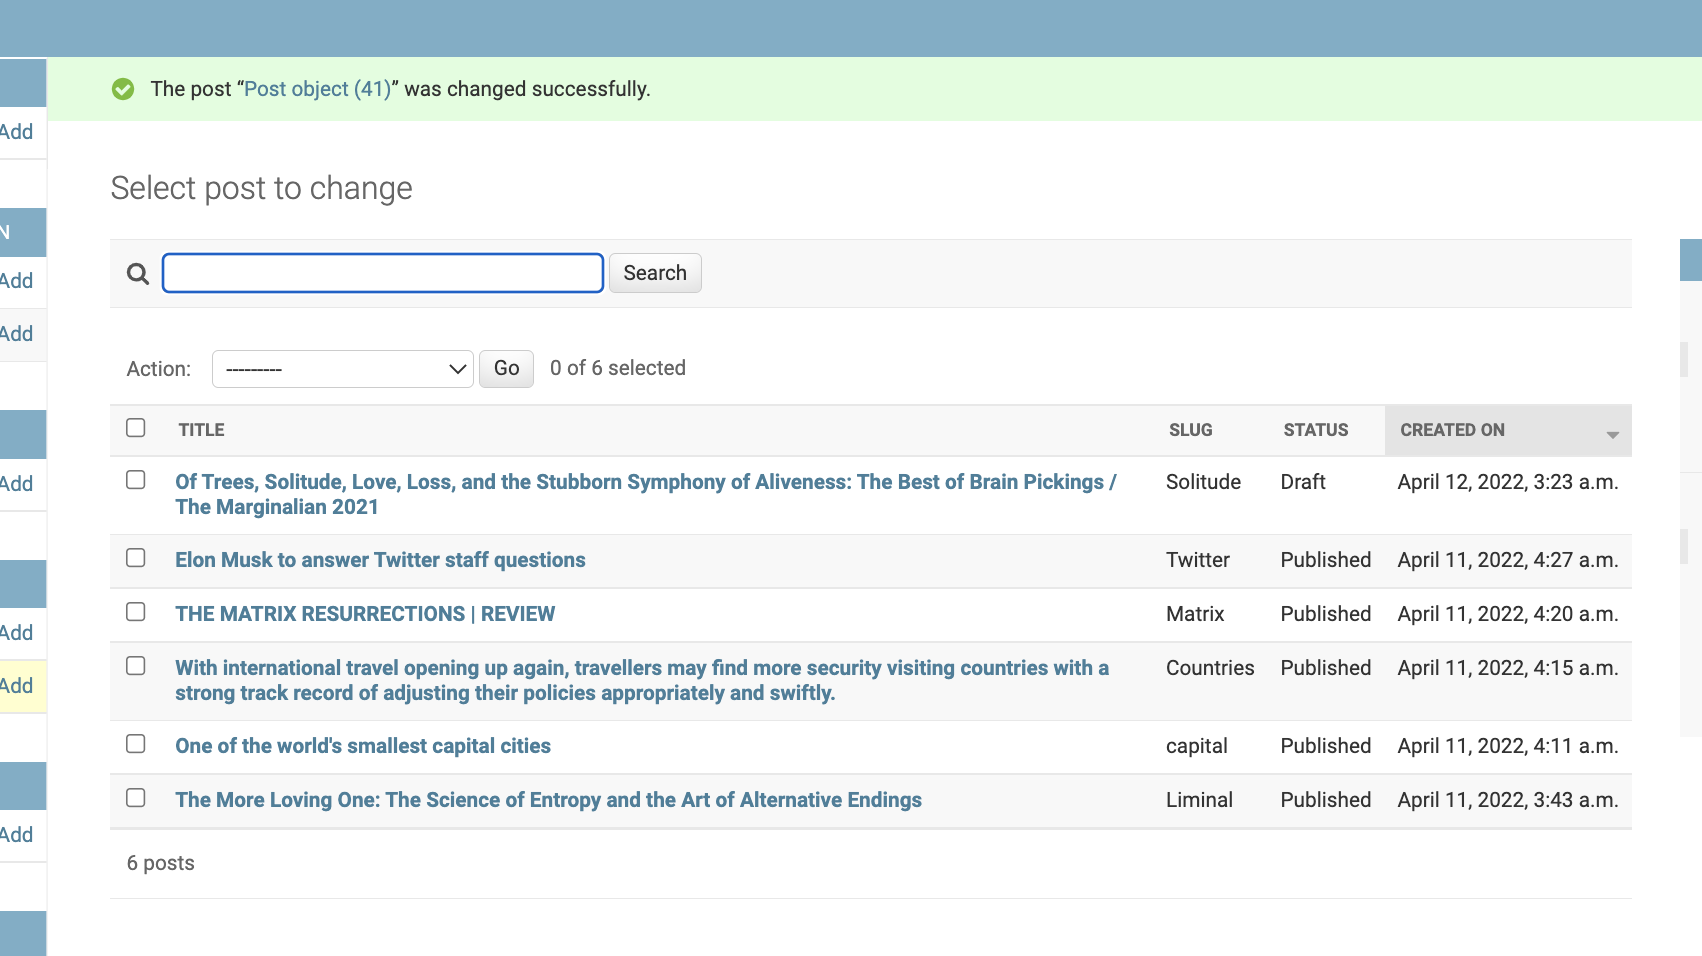 The post “Post object (41)” was changed successfully.
Add
Select post to change
N
Search
Add
Add
Action: --------- Go 0 of 6 selected
TITLE SLUG STATUS CREATED ON
Add
Of Trees, Solitude, Love, Loss, and the Stubborn Symphony of Aliveness: The Best of Brain Pickings / Solitude Draft April 12, 2022, 3:23 a.m.
The Marginalian 2021
Elon Musk to answer Twitter staff questions Twitter Published April 11, 2022, 4:27 a.m.
THE MATRIX RESURRECTIONS | REVIEW Matrix Published April 11, 2022, 4:20 a.m.
Add
With international travel opening up again, travellers may find more security visiting countries with a Countries Published April 11, 2022, 4:15 a.m.
strong track record of adjusting their policies appropriately and swiftly.
Add
One of the world's smallest capital cities capital Published April 11, 2022, 4:11 a.m.
The More Loving One: The Science of Entropy and the Art of Alternative Endings Liminal Published April 11, 2022, 3:43 a.m.
Add
6 posts